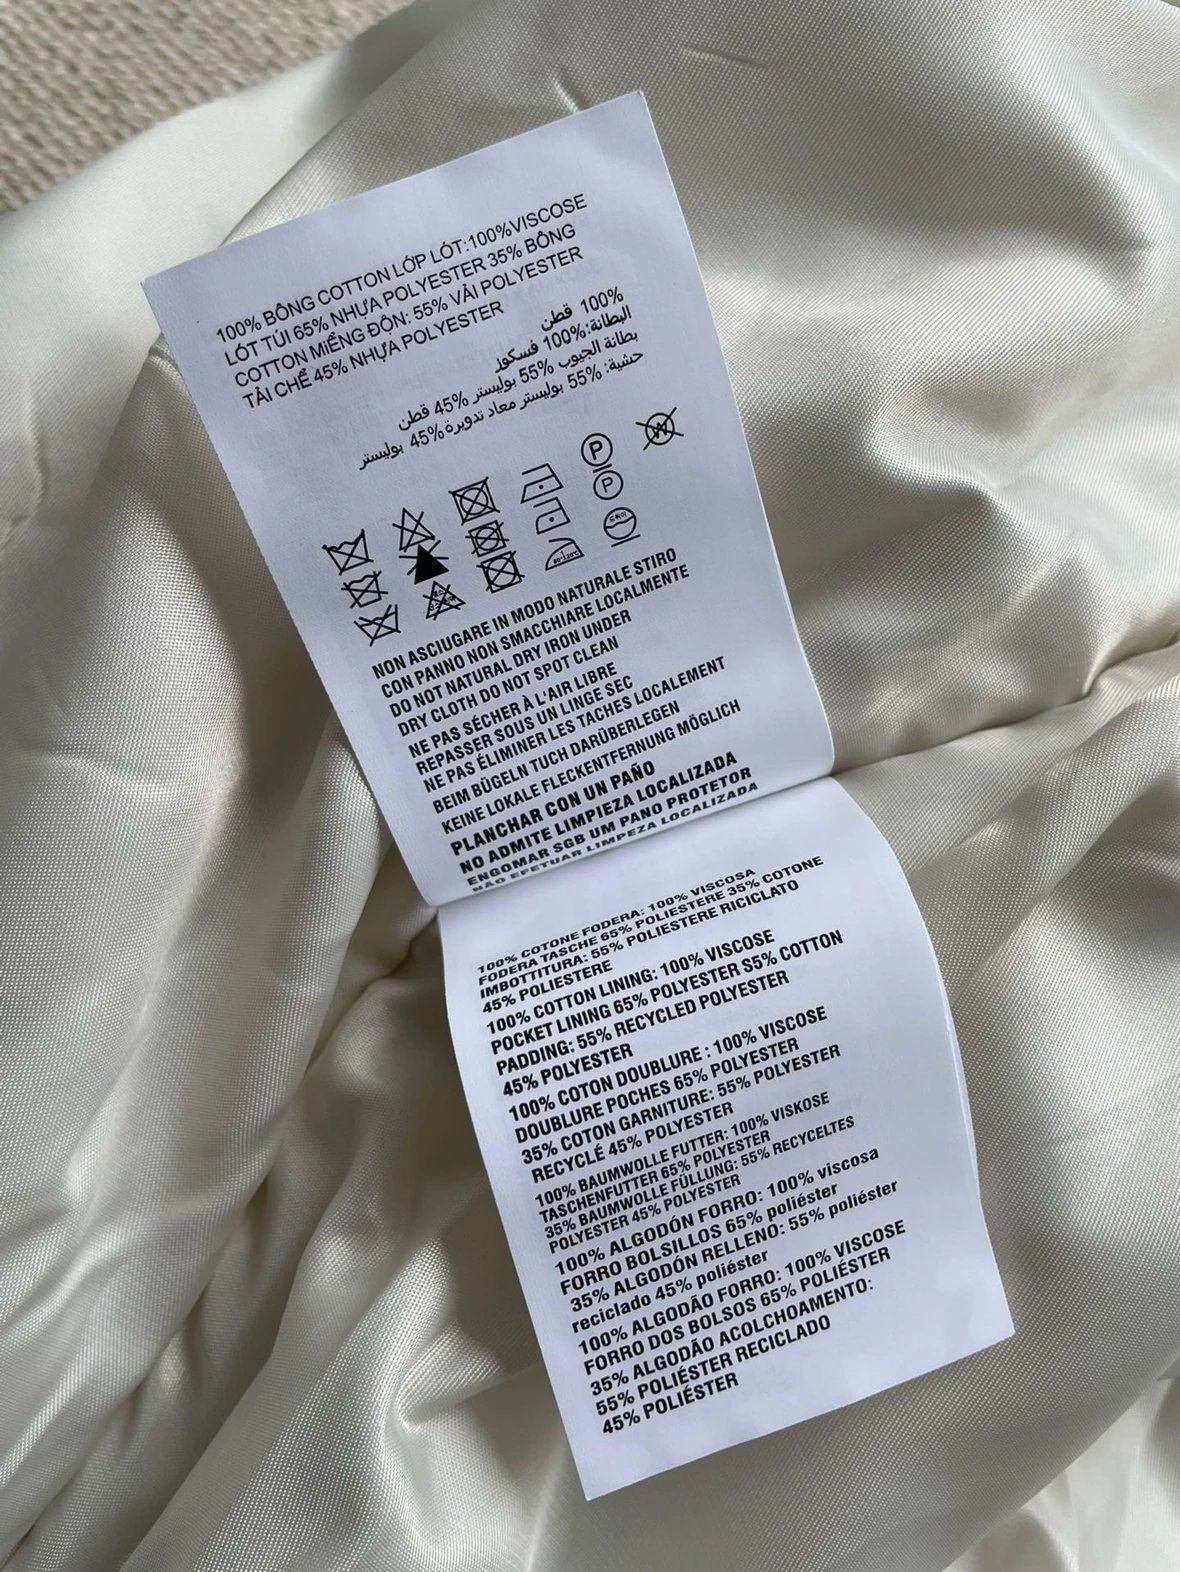 100% BÔNG COTTON LỚP LÓT:100%VISCOSE
LÓT TÚI 65% NHỰA POLYESTER 35% BÔNG
COTTON MIẾNG ĐỘN: 55% VẢI POLYESTER
TÁI CHẾ 45% NHỰA POLYESTER
100% قطن
البطانة:100% فسكوز
بطانة الجيوب 55% بوليستر 45% قطن
حشية: 55% بوليستر معاد تدويرة 45% بوليستر
P
W
P
NON ASCIUGARE IN MODO NATURALE STIRO
CON PANNO NON SMACCHIARE LOCALMENTE
DO NOT NATURAL DRY IRON UNDER
DRY CLOTH DO NOT SPOT CLEAN
NE PAS SÉCHER À L'AIR LIBRE
REPASSER SOUS UN LINGE SEC
NE PAS ÉLIMINER LES TACHES LOCALEMENT
BEIM BÜGELN TUCH DARÜBERLEGEN
KEINE LOKALE FLECKENTFERNUNG MÖGLICH
PLANCHAR CON UN PAÑO
NO ADMITE LIMPIEZA LOCALIZADA
ENGOMAR SGB UM PANO PROTETOR
NÃO EFETUAR LIMPEZA LOCALIZADA
100% COTONE FODERA: 100% VISCOSA
FODERA TASCHE 65% POLIESTERE 35% COTONE
IMBOTTITURA: 55% POLIESTERE RICICLATO
45% POLIESTERE
100% COTTON LINING: 100% VISCOSE
POCKET LINING 65% POLYESTER S5% COTTON
PADDING: 55% RECYCLED POLYESTER
45% POLYESTER
100% COTON DOUBLURE : 100% VISCOSE
DOUBLURE POCHES 65% POLYESTER
35% COTON GARNITURE: 55% POLYESTER
RECYCLÉ 45% POLYESTER
100% BAUMWOLLE FUTTER: 100% VISKOSE
TASCHENFUTTER 65% POLYESTER
35% BAUMWOLLE FÜLLUNG: 55% RECYCELTES
POLYESTER 45% POLYESTER
100% ALGODÓN FORRO: 100% viscosa
FORRO BOLSILLOS 65% poliéster
35% ALGODÓN RELLENO: 55% poliéster
reciclado 45% poliéster
100% ALGODÃO FORRO: 100% VISCOSE
FORRO DOS BOLSOS 65% POLIÉSTER
35% ALGODÃO ACOLCHOAMENTO:
55% POLIÉSTER RECICLADO
45% POLIÉSTER